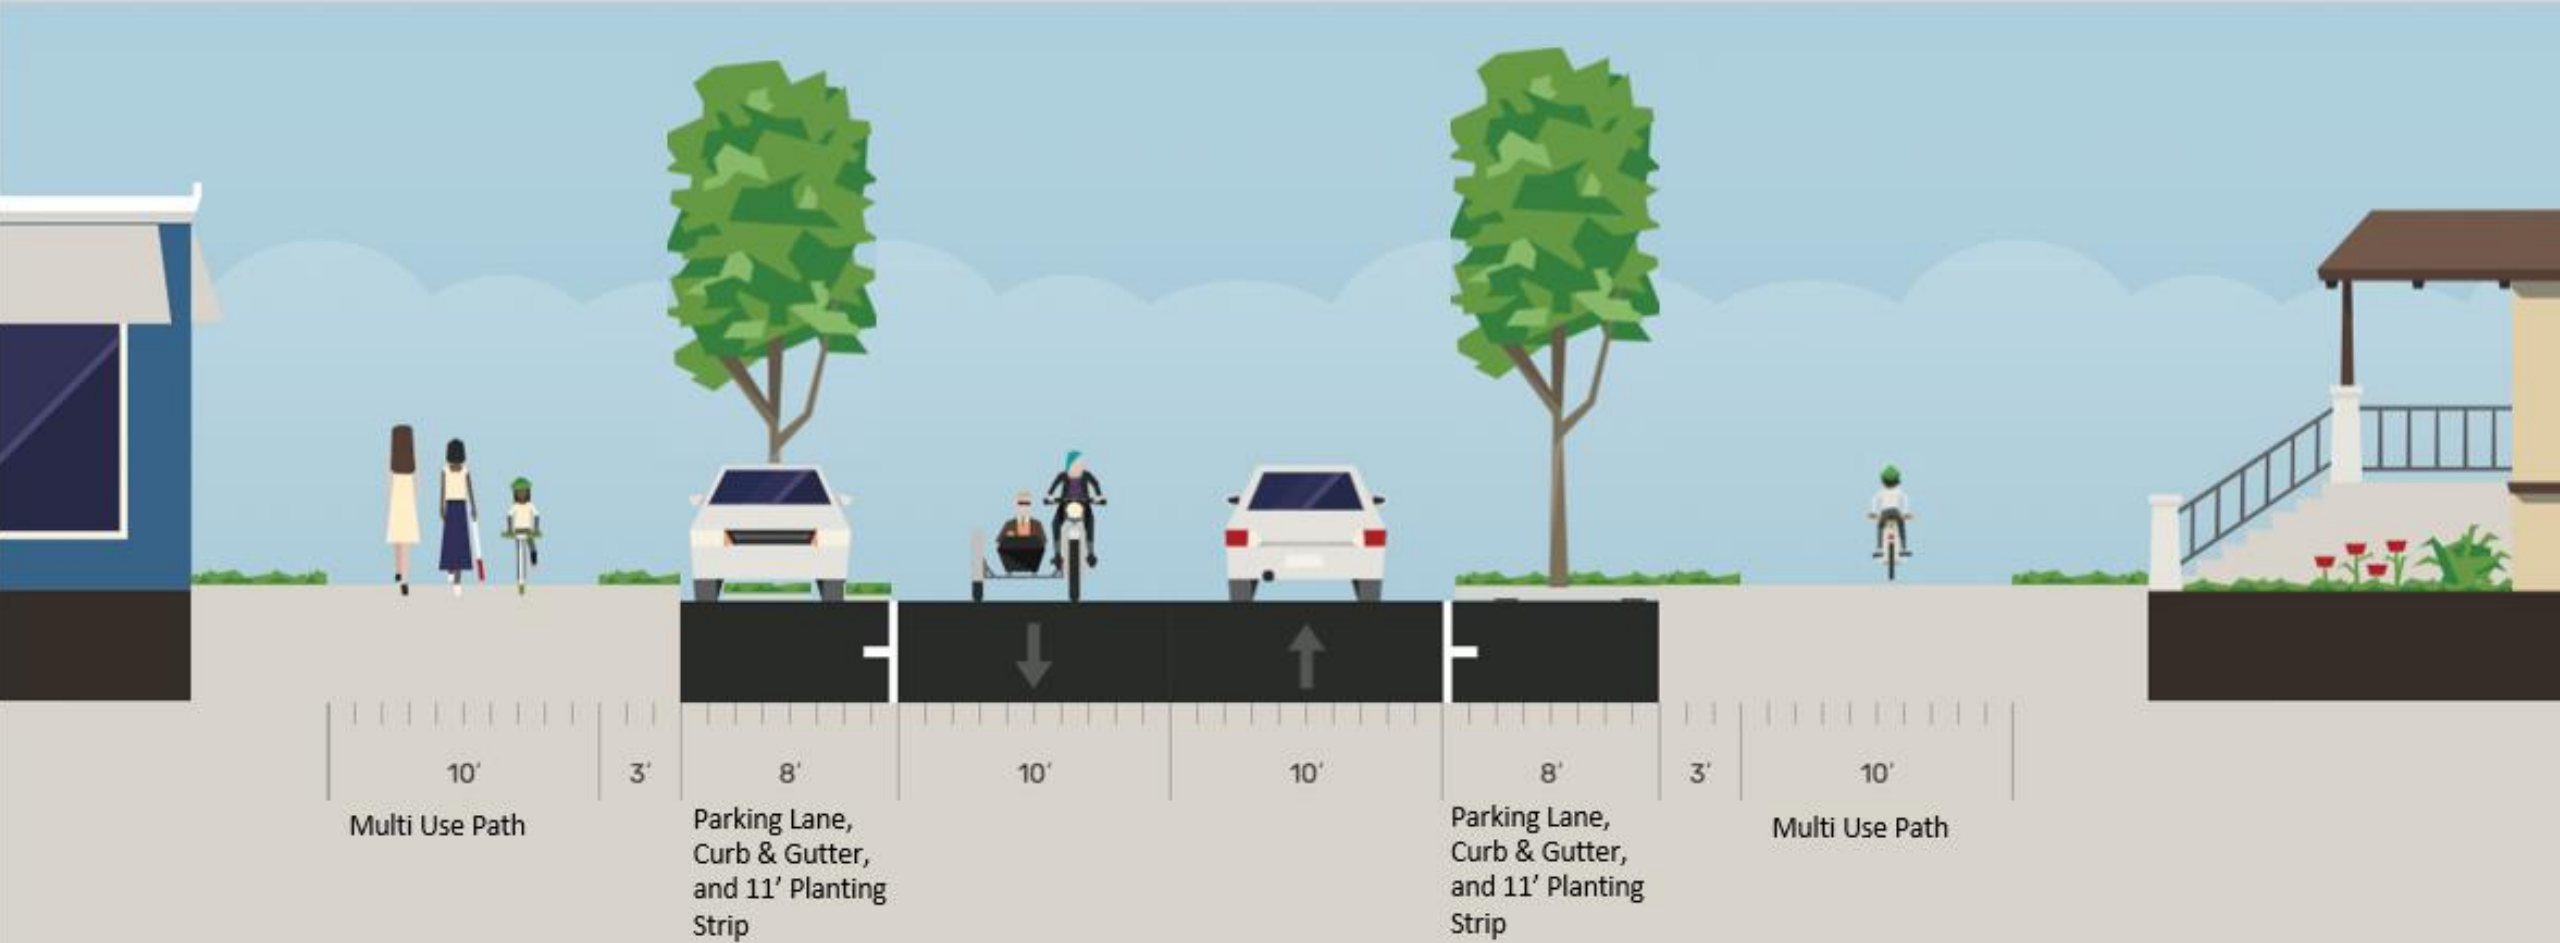 10′ 3′ 8′ 10′ 10′ 8′ 3′ 10′
Multi Use Path
Parking Lane,
Curb & Gutter,
and 11′ Planting
Strip
Parking Lane,
Curb & Gutter,
and 11′ Planting
Strip
Multi Use Path